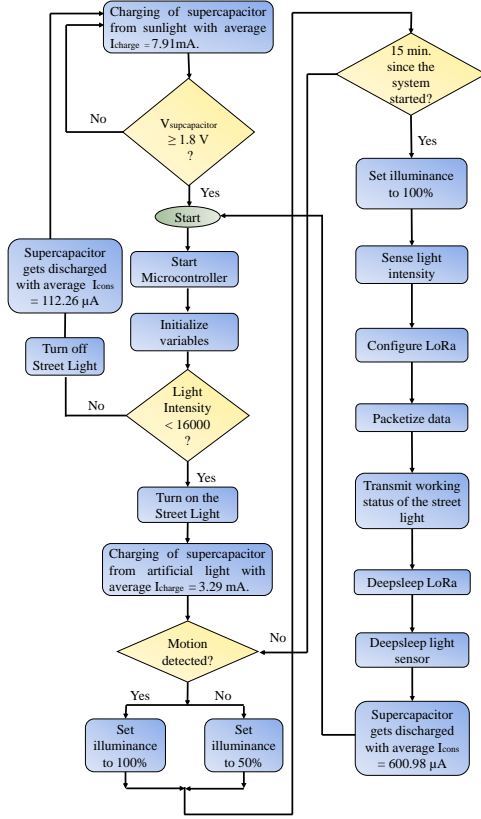 Charging of supercapacitor
from sunlight with average
Icharge = 7.91mA.
No
Vsupcapacitor
≥ 1.8 V
?
Yes
Start
Start
Microcontroller
Initialize
variables
Light
Intensity
< 16000
?
No
Turn off
Street Light
Supercapacitor
gets discharged
with average Icons
= 112.26 µA
Yes
Turn on the
Street Light
Charging of supercapacitor
from artificial light with
average Icharge = 3.29 mA.
Motion
detected?
Yes
No
Set
illuminance
to 100%
Set
illuminance
to 50%
15 min.
since the
system
started?
No
Yes
Set illuminance
to 100%
Sense light
intensity
Configure LoRa
Packetize data
Transmit working
status of the street
light
Deepsleep LoRa
Deepsleep light
sensor
Supercapacitor
gets discharged
with average Icons
= 600.98 µA